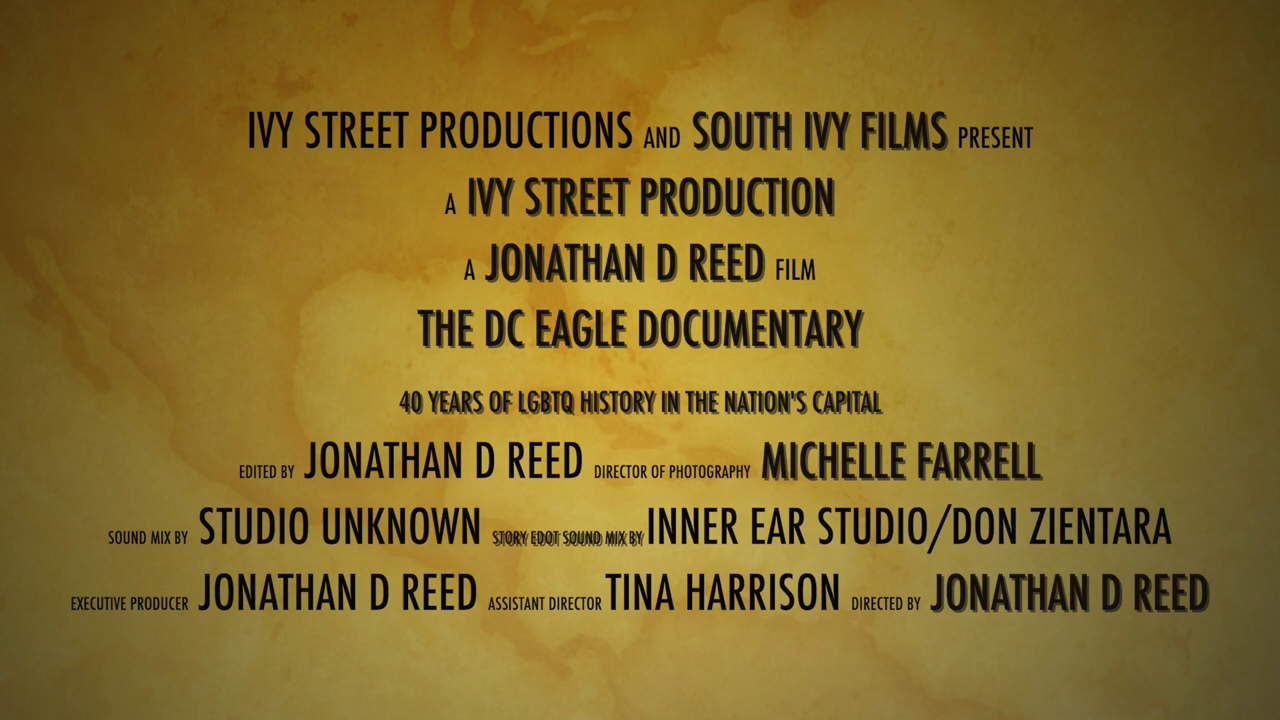 IVY STREET PRODUCTIONS AND SOUTH IVY FILMS PRESENT
A IVY STREET PRODUCTION
A JONATHAN D REED FILM
THE DC EAGLE DOCUMENTARY
40 YEARS OF LGBTQ HISTORY IN THE NATION'S CAPITAL
EDITED BY JONATHAN D REED DIRECTOR OF PHOTOGRAPHY MICHELLE FARRELL
SOUND MIX BY STUDIO UNKNOWN STORY EDOT SOUND MIX BY INNER EAR STUDIO/DON ZIENTARA
EXECUTIVE PRODUCER JONATHAN D REED ASSISTANT DIRECTOR TINA HARRISON DIRECTED BY JONATHAN D REED